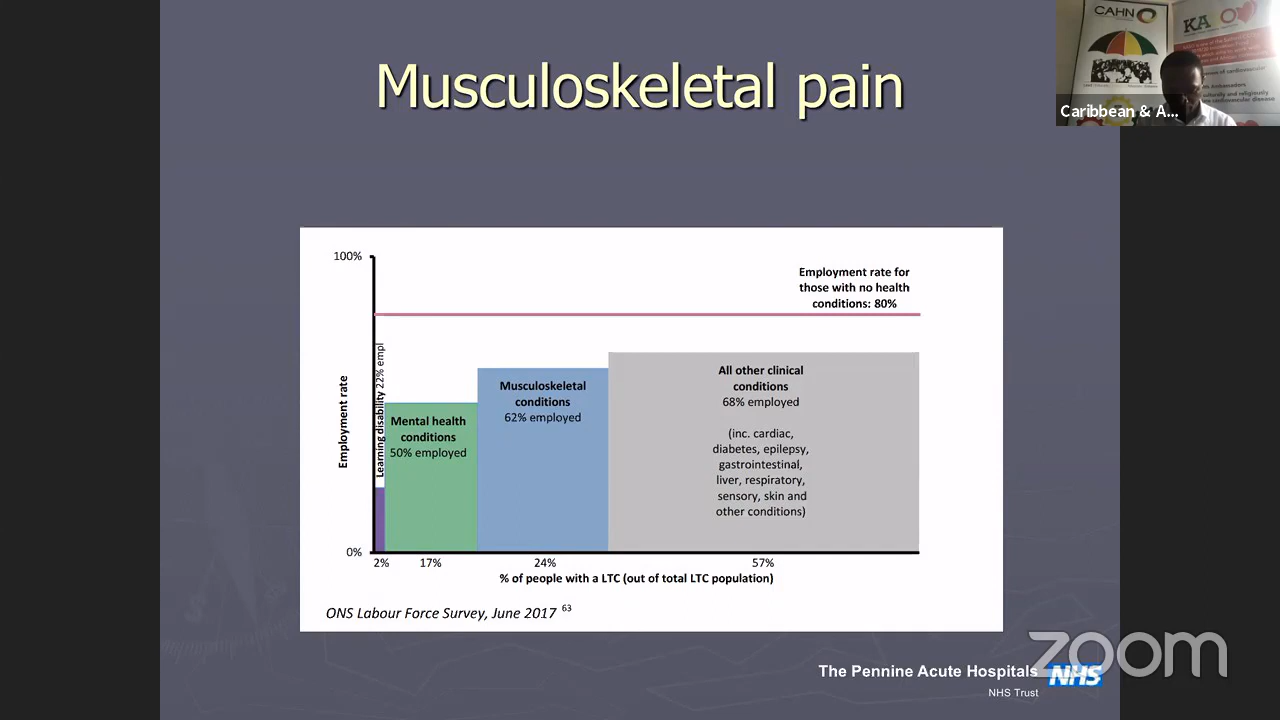 Musculoskeletal pain
CAHN
KA
Caribbean & A...
100%
Employment rate for
those with no health
conditions: 80%
Employment rate
Learning disability 22% empl
Mental health
conditions
50% employed
Musculoskeletal
conditions
62% employed
All other clinical
conditions
68% employed
(inc. cardiac,
diabetes, epilepsy,
gastrointestinal,
liver, respiratory,
sensory, skin and
other conditions)
0%
2% 17% 24% 57%
% of people with a LTC (out of total LTC population)
ONS Labour Force Survey, June 2017 63
zoom
The Pennine Acute Hospitals NHS
NHS Trust